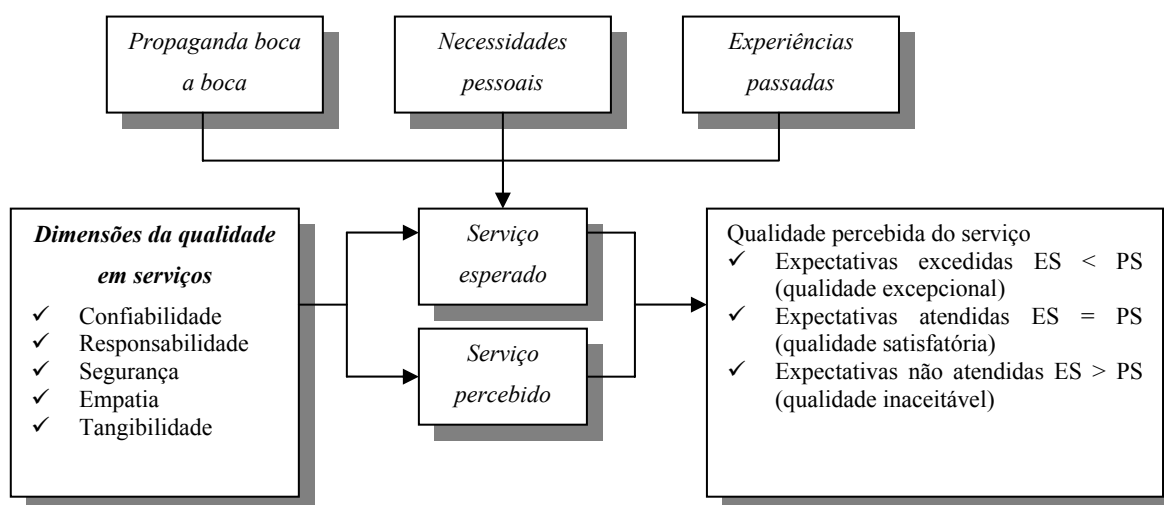 Propaganda boca
a boca
Necessidades
pessoais
Experiências
passadas
Dimensões da qualidade
em serviços
✓ Confiabilidade
✓ Responsabilidade
✓ Segurança
✓ Empatia
✓ Tangibilidade
Serviço
esperado
Serviço
percebido
Qualidade percebida do serviço
✓ Expectativas excedidas ES < PS
(qualidade excepcional)
✓ Expectativas atendidas ES = PS
(qualidade satisfatória)
✓ Expectativas não atendidas ES > PS
(qualidade inaceitável)